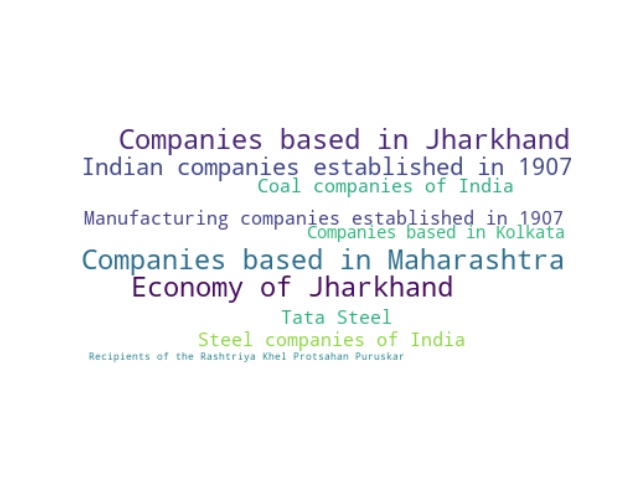 Companies based in Jharkhand
Indian companies established in 1907
Coal companies of India
Manufacturing companies established in 1907
Companies based in Kolkata
Companies based in Maharashtra
Economy of Jharkhand
Tata Steel
Steel companies of India
Recipients of the Rashtriya Khel Protsahan Puruskar